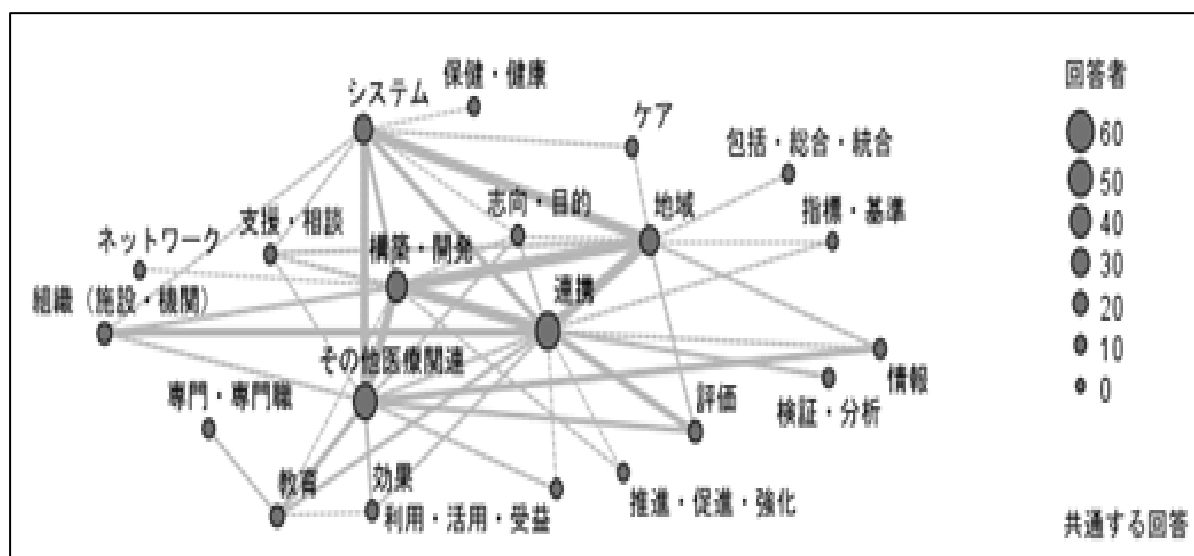 保健・健康
システム
ケア
包括・総合・統合
志向・目的
地域
指標・基準
支援・相談
ネットワーク
構築・開発
組織（施設・機関）
連携
その他医療関連
情報
専門・専門職
評価
検証・分析
教育
効果
利用・活用・受益
推進・促進・強化
回答者
60
50
40
30
20
10
0
共通する回答